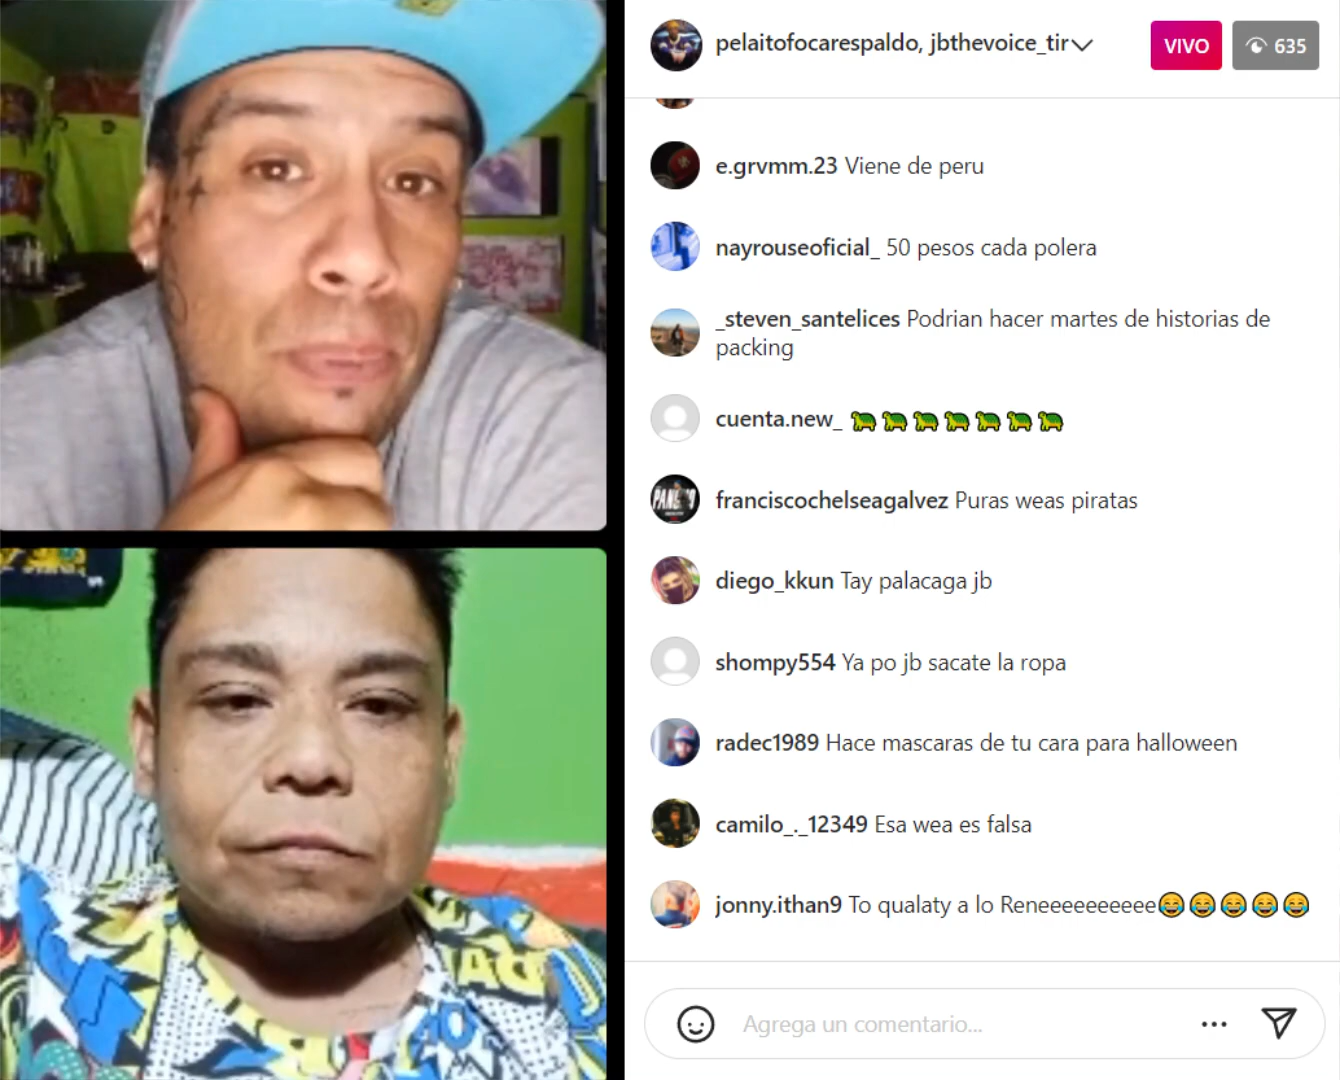 pelaitofocarespaldo, jbthevoice_tir
VIVO
635
e.grvmm.23 Viene de peru
nayrouseoficial_ 50 pesos cada polera
_steven_santelices Podrian hacer martes de historias de
packing
cuenta.new_ 🐢🐢🐢🐢🐢🐢🐢
franciscochelseagalvez Puras weas piratas
diego_kkun Tay palacaga jb
shompy554 Ya po jb sacate la ropa
radec1989 Hace mascaras de tu cara para halloween
camilo_._12349 Esa wea es falsa
jonny.ithan9 To qualaty a lo Reneeeeeeeeee😂😂😂😂😂
Agrega un comentario...